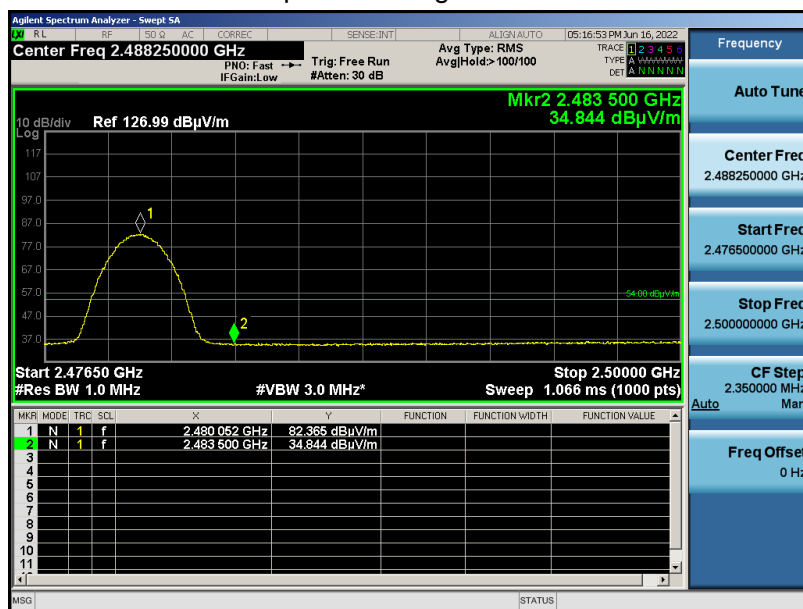 Agilent Spectrum Analyzer - Swept SA
LXI RL RF 50 Ω AC CORREC SENSE:INT ALIGN AUTO 05:16:53 PM Jun 16, 2022
Center Freq 2.488250000 GHz
PNO: Fast
IFGain:Low
Trig: Free Run
#Atten: 30 dB
Avg Type: RMS
Avg|Hold:>100/100
TRACE 1 2 3 4 5 6
TYPE A WWWWW
DET A N N N N N
Mkr2 2.483 500 GHz
34.844 dBµV/m
10 dB/div Ref 126.99 dBµV/m
Log
117
107
97.0
87.0
77.0
67.0
57.0
47.0
37.0
1
2
54.00 dBµV/m
Start 2.47650 GHz Stop 2.50000 GHz
#Res BW 1.0 MHz #VBW 3.0 MHz* Sweep 1.066 ms (1000 pts)
MKR MODE TRC SCL X Y FUNCTION FUNCTION WIDTH FUNCTION VALUE
1 N 1 f 2.480 052 GHz 82.365 dBµV/m
2 N 1 f 2.483 500 GHz 34.844 dBµV/m
3
4
5
6
7
8
9
10
11
MSG STATUS
Frequency
Auto Tune
Center Freq
2.488250000 GHz
Start Freq
2.476500000 GHz
Stop Freq
2.500000000 GHz
CF Step
2.350000 MHz
Auto Man
Freq Offset
0 Hz